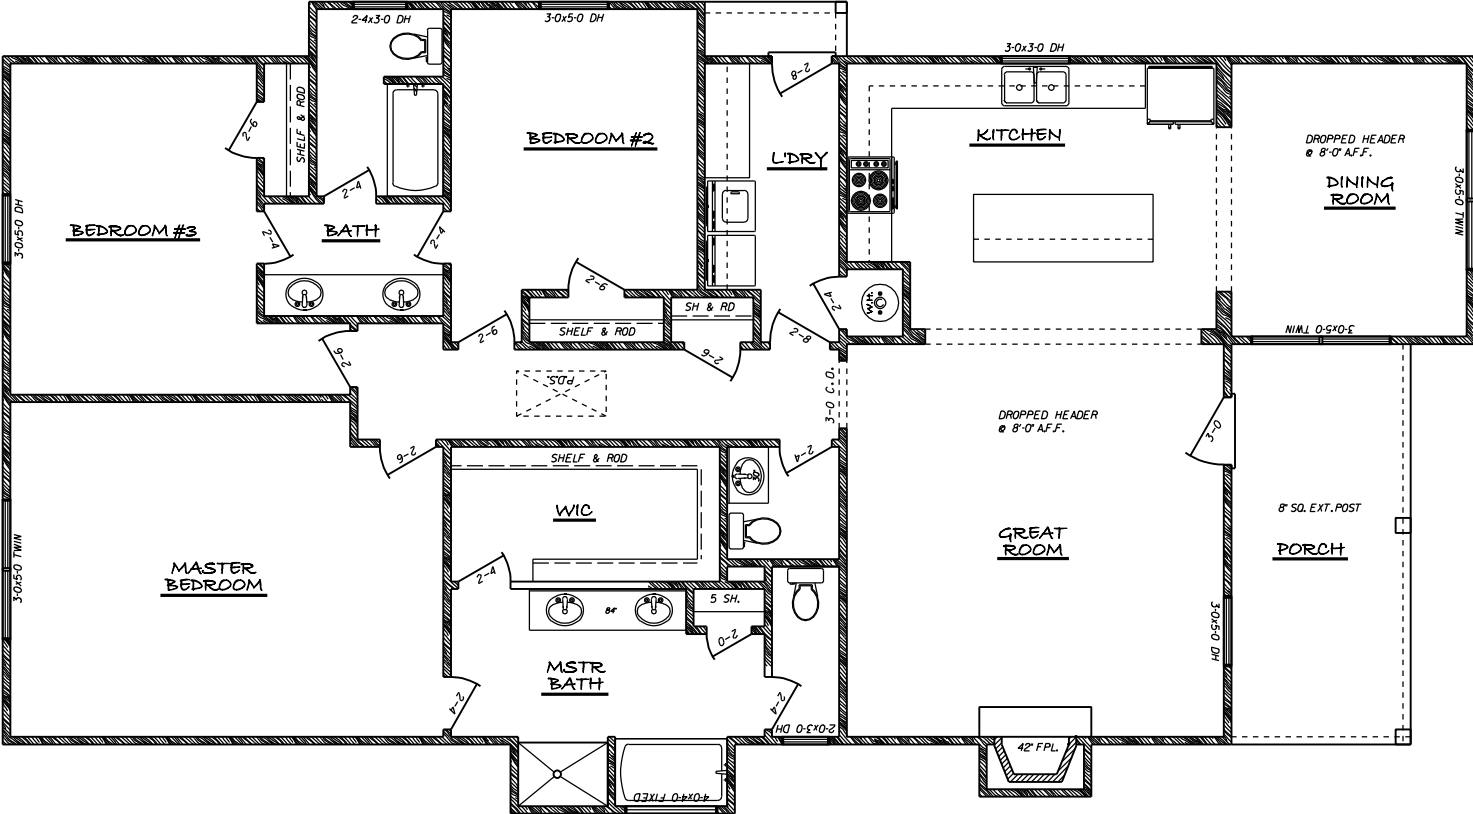 2-4x3-0 DH
3-0x5-0 DH
3-0x3-0 DH
2-8
SHELF & ROD
2-6
BEDROOM #2
L'DRY
KITCHEN
DROPPED HEADER
@ 8'-0" A.F.F.
DINING
ROOM
3-0x5-0 TWIN
2-4
3-0x5-0 DH
BEDROOM #3
2-4
BATH
2-4
2-6
2-4
W.H.
SH & RD
2-6
SHELF & ROD
2-8
3-0x5-0 TWIN
2-6
2-6
P.D.S.
3-0 C.O.
DROPPED HEADER
@ 8'-0" A.F.F.
3-0
2-6
SHELF & ROD
2-4
WIC
8" SQ. EXT. POST
GREAT
ROOM
PORCH
3-0x5-0 TWIN
MASTER
BEDROOM
2-4
84"
5 SH.
2-0
3-0x5-0 DH
MSTR
BATH
2-4
2-4
2-0x3-0 DH
42" FPL.
4-0x4-0 FIXED